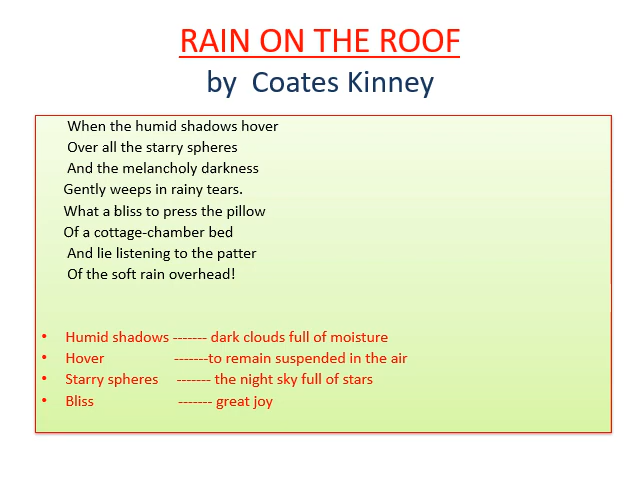 RAIN ON THE ROOF
by Coates Kinney
When the humid shadows hover
Over all the starry spheres
And the melancholy darkness
Gently weeps in rainy tears.
What a bliss to press the pillow
Of a cottage-chamber bed
And lie listening to the patter
Of the soft rain overhead!
• Humid shadows ------- dark clouds full of moisture
• Hover -------to remain suspended in the air
• Starry spheres ------- the night sky full of stars
• Bliss ------- great joy